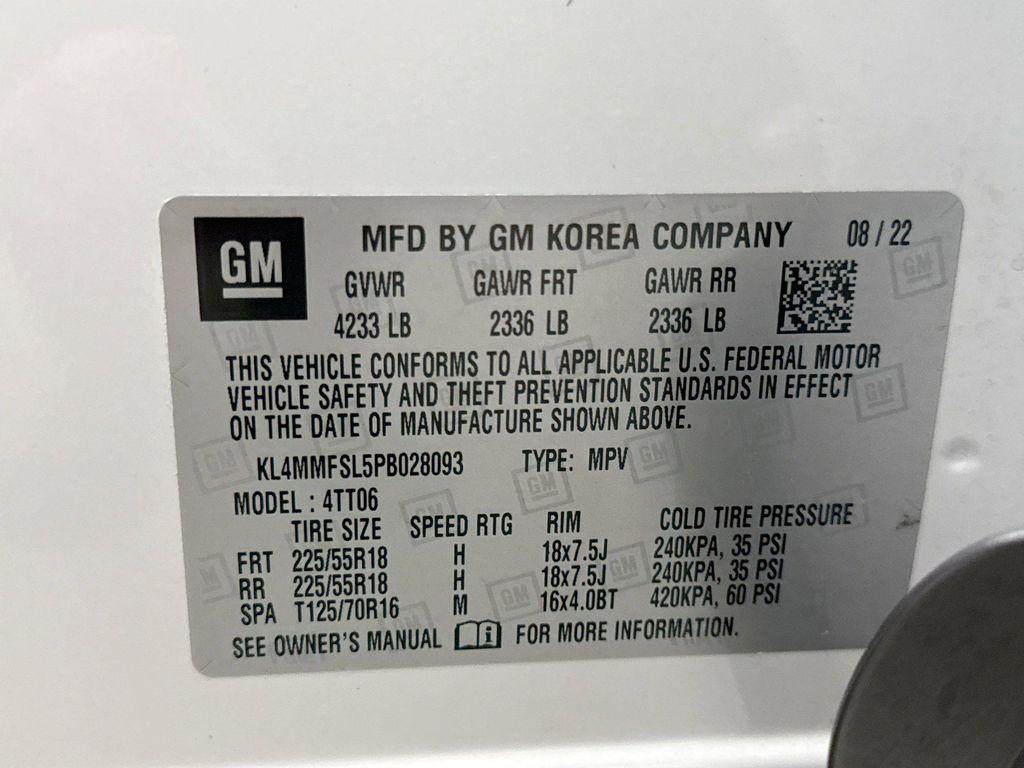 GM
MFD BY GM KOREA COMPANY 08 / 22
GVWR GAWR FRT GAWR RR
4233 LB 2336 LB 2336 LB
THIS VEHICLE CONFORMS TO ALL APPLICABLE U.S. FEDERAL MOTOR
VEHICLE SAFETY AND THEFT PREVENTION STANDARDS IN EFFECT
ON THE DATE OF MANUFACTURE SHOWN ABOVE.
KL4MMFSL5PB028093 TYPE: MPV
MODEL : 4TT06
TIRE SIZE SPEED RTG RIM COLD TIRE PRESSURE
FRT 225/55R18 H 18x7.5J 240KPA, 35 PSI
RR 225/55R18 H 18x7.5J 240KPA, 35 PSI
SPA T125/70R16 M 16x4.0BT 420KPA, 60 PSI
SEE OWNER'S MANUAL i FOR MORE INFORMATION.